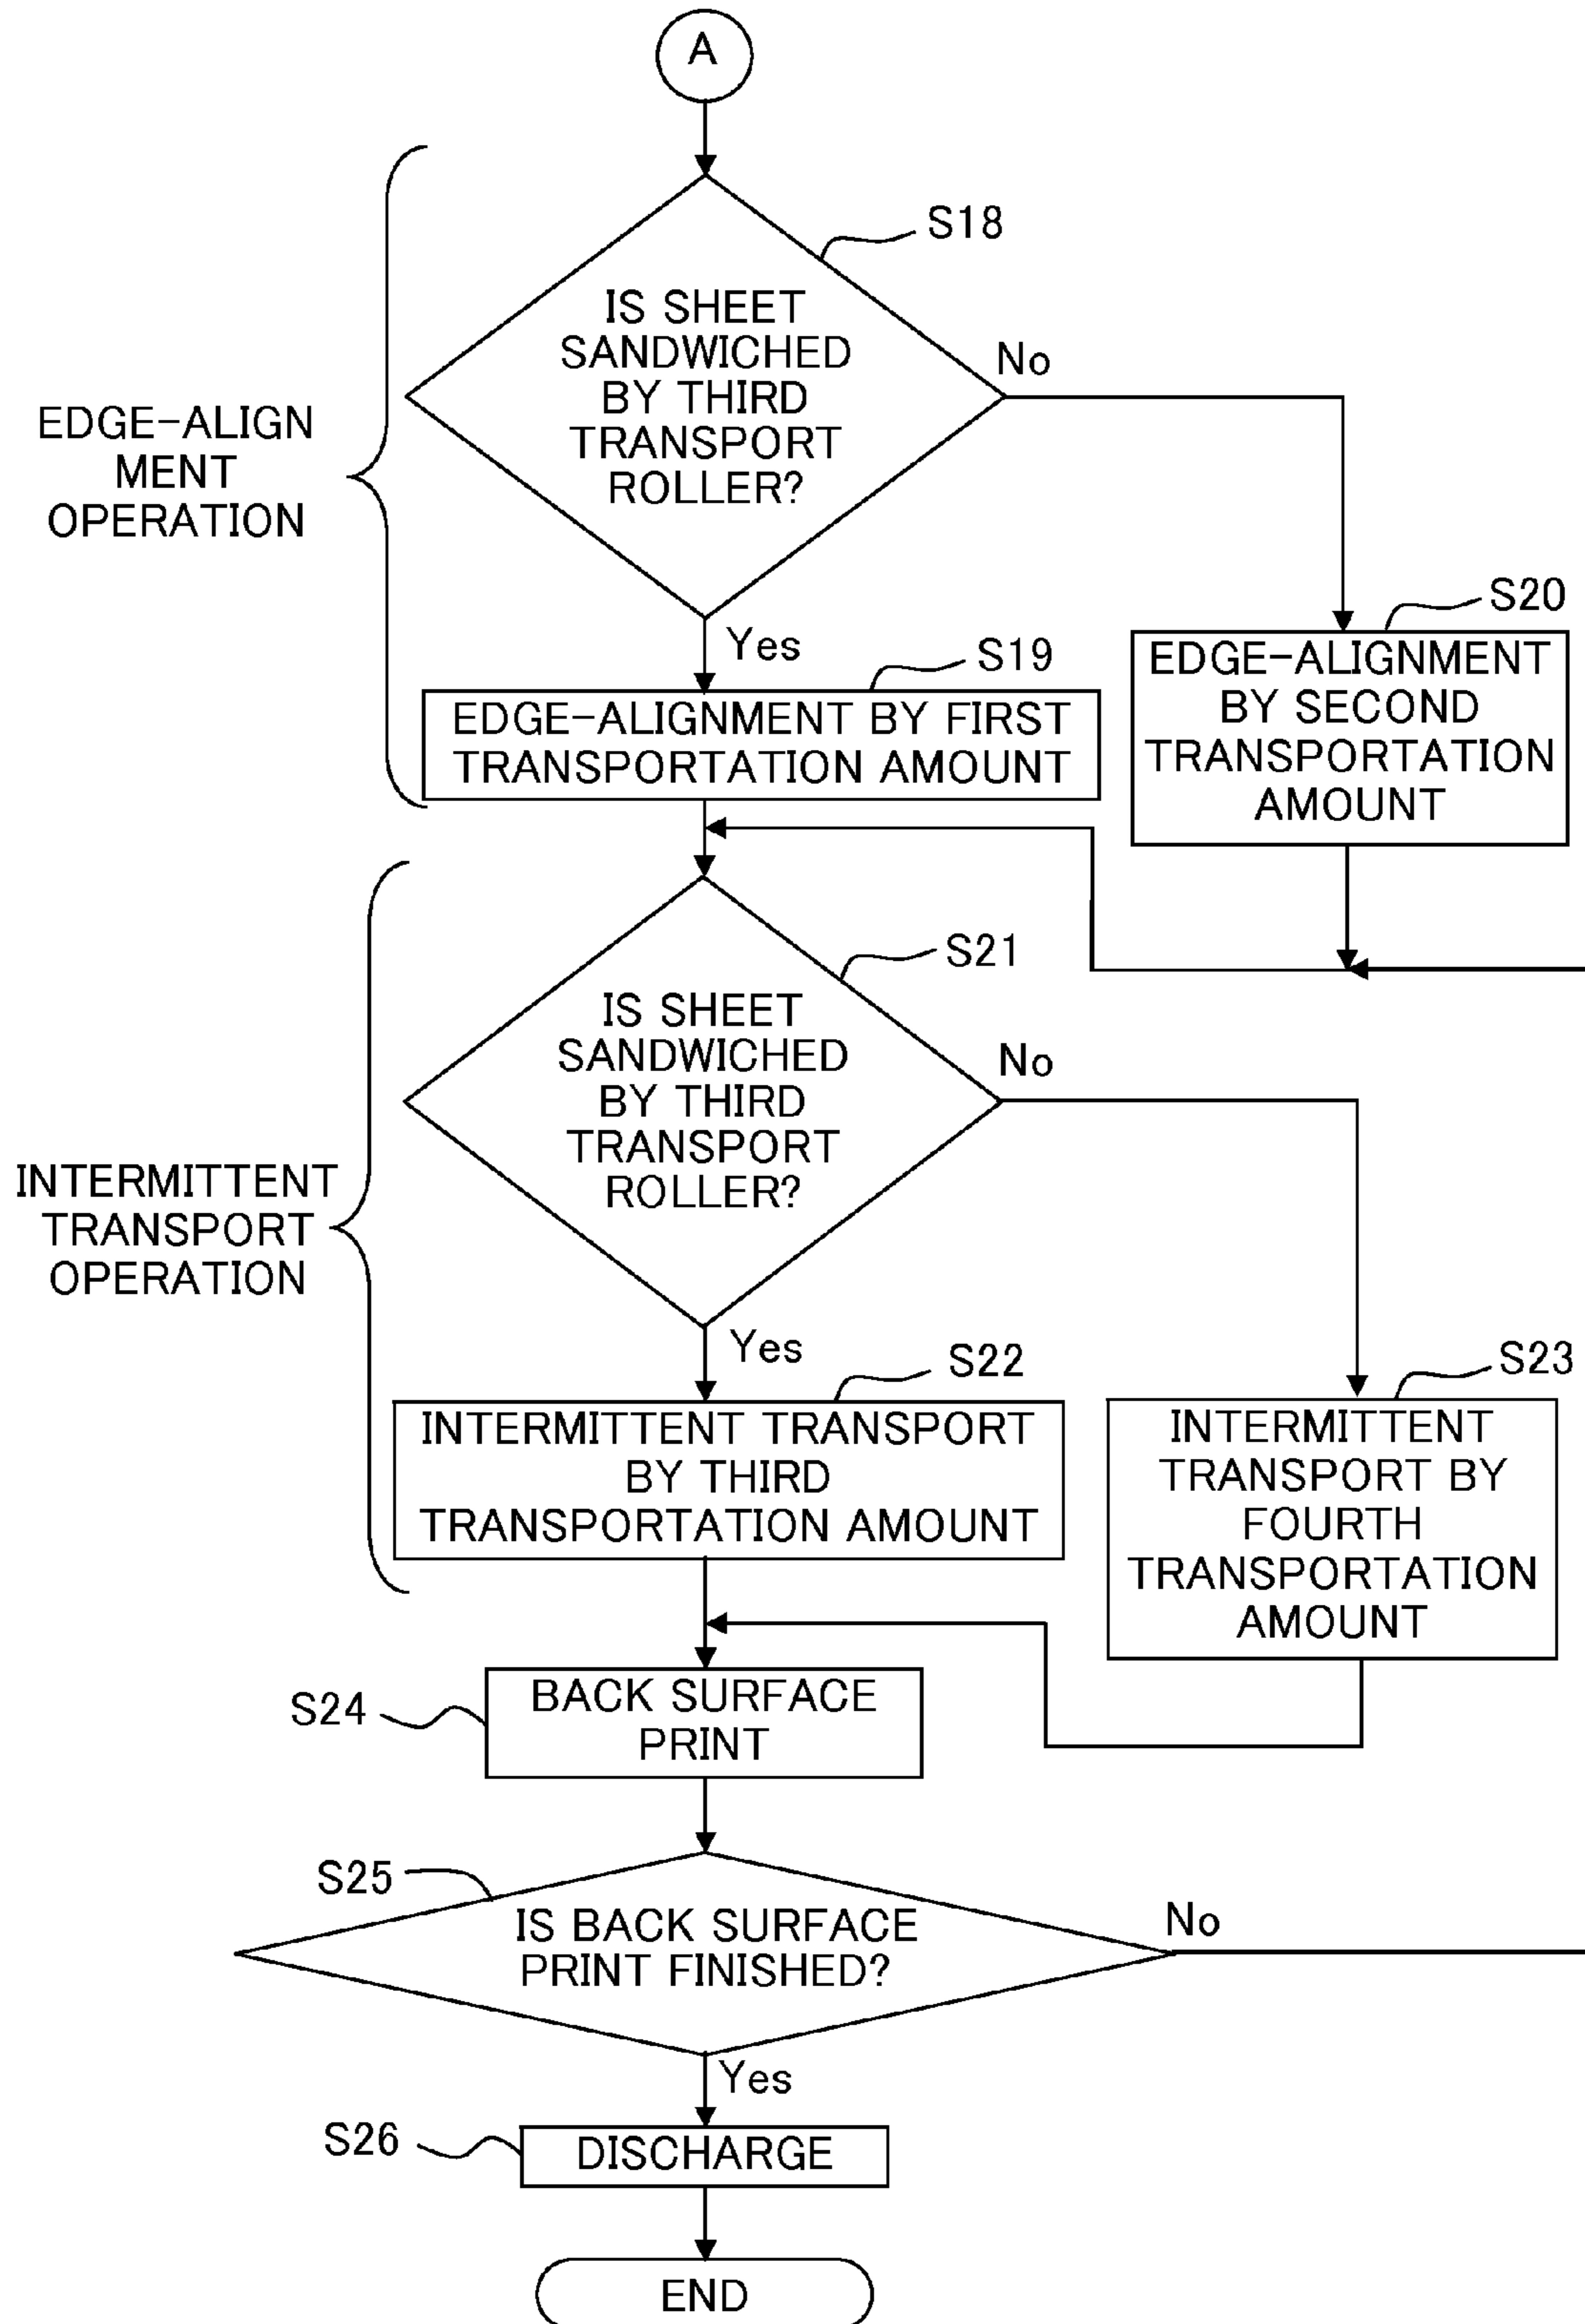 A
S18
IS SHEET
SANDWICHED
BY THIRD
TRANSPORT
ROLLER?
No
EDGE-ALIGN
MENT
OPERATION
Yes
S19
EDGE-ALIGNMENT BY FIRST
TRANSPORTATION AMOUNT
S20
EDGE-ALIGNMENT
BY SECOND
TRANSPORTATION
AMOUNT
S21
IS SHEET
SANDWICHED
BY THIRD
TRANSPORT
ROLLER?
No
INTERMITTENT
TRANSPORT
OPERATION
Yes
S22
INTERMITTENT TRANSPORT
BY THIRD
TRANSPORTATION AMOUNT
S23
INTERMITTENT
TRANSPORT BY
FOURTH
TRANSPORTATION
AMOUNT
S24
BACK SURFACE
PRINT
S25
IS BACK SURFACE
PRINT FINISHED?
No
Yes
S26
DISCHARGE
END